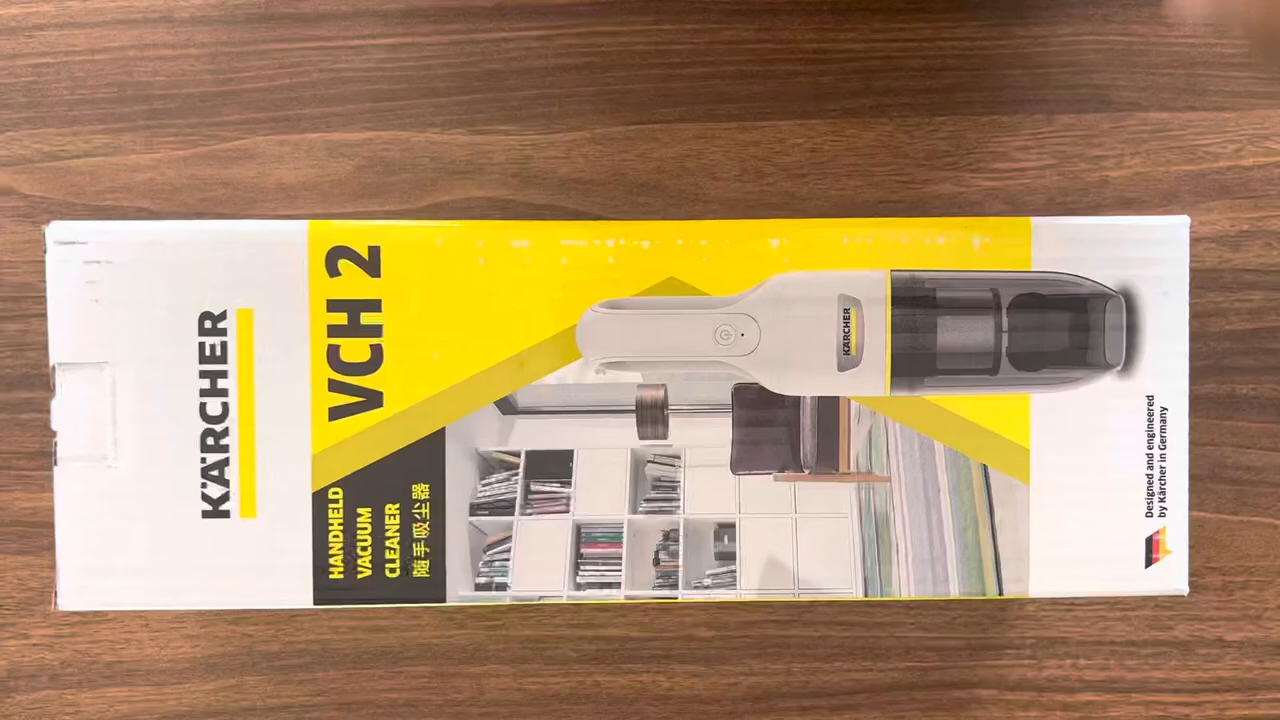 KÄRCHER
VCH 2
HANDHELD
VACUUM
CLEANER
随手吸尘器
KÄRCHER
Designed and engineered
by Kärcher in Germany